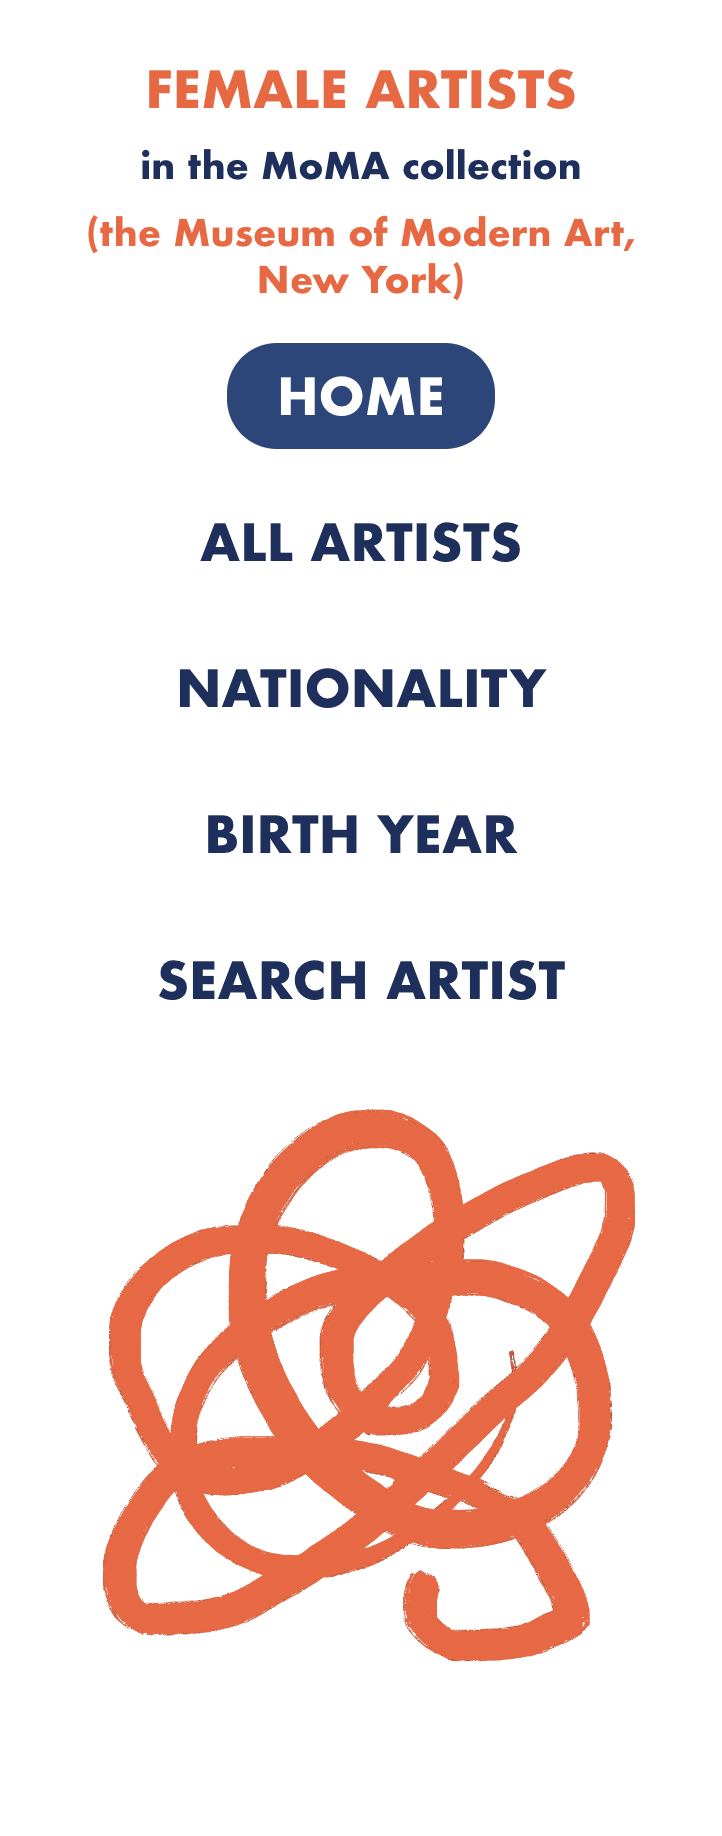 FEMALE ARTISTS
in the MoMA collection
(the Museum of Modern Art,
New York)
HOME
ALL ARTISTS
NATIONALITY
BIRTH YEAR
SEARCH ARTIST